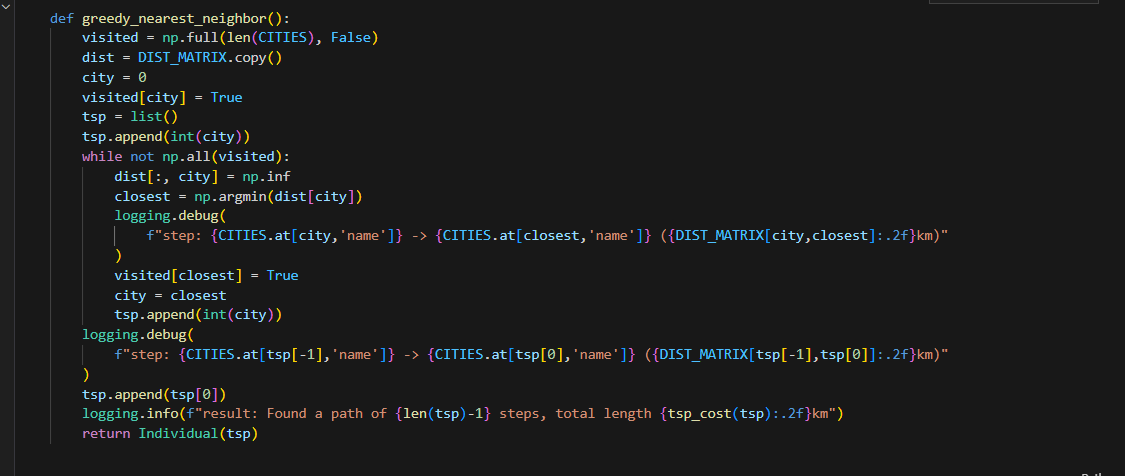 def greedy_nearest_neighbor():
    visited = np.full(len(CITIES), False)
    dist = DIST_MATRIX.copy()
    city = 0
    visited[city] = True
    tsp = list()
    tsp.append(int(city))
    while not np.all(visited):
        dist[:, city] = np.inf
        closest = np.argmin(dist[city])
        logging.debug(
            f"step: {CITIES.at[city,'name']} -> {CITIES.at[closest,'name']} ({DIST_MATRIX[city,closest]:.2f}km)"
        )
        visited[closest] = True
        city = closest
        tsp.append(int(city))
    logging.debug(
        f"step: {CITIES.at[tsp[-1],'name']} -> {CITIES.at[tsp[0],'name']} ({DIST_MATRIX[tsp[-1],tsp[0]]:.2f}km)"
    )
    tsp.append(tsp[0])
    logging.info(f"result: Found a path of {len(tsp)-1} steps, total length {tsp_cost(tsp):.2f}km")
    return Individual(tsp)